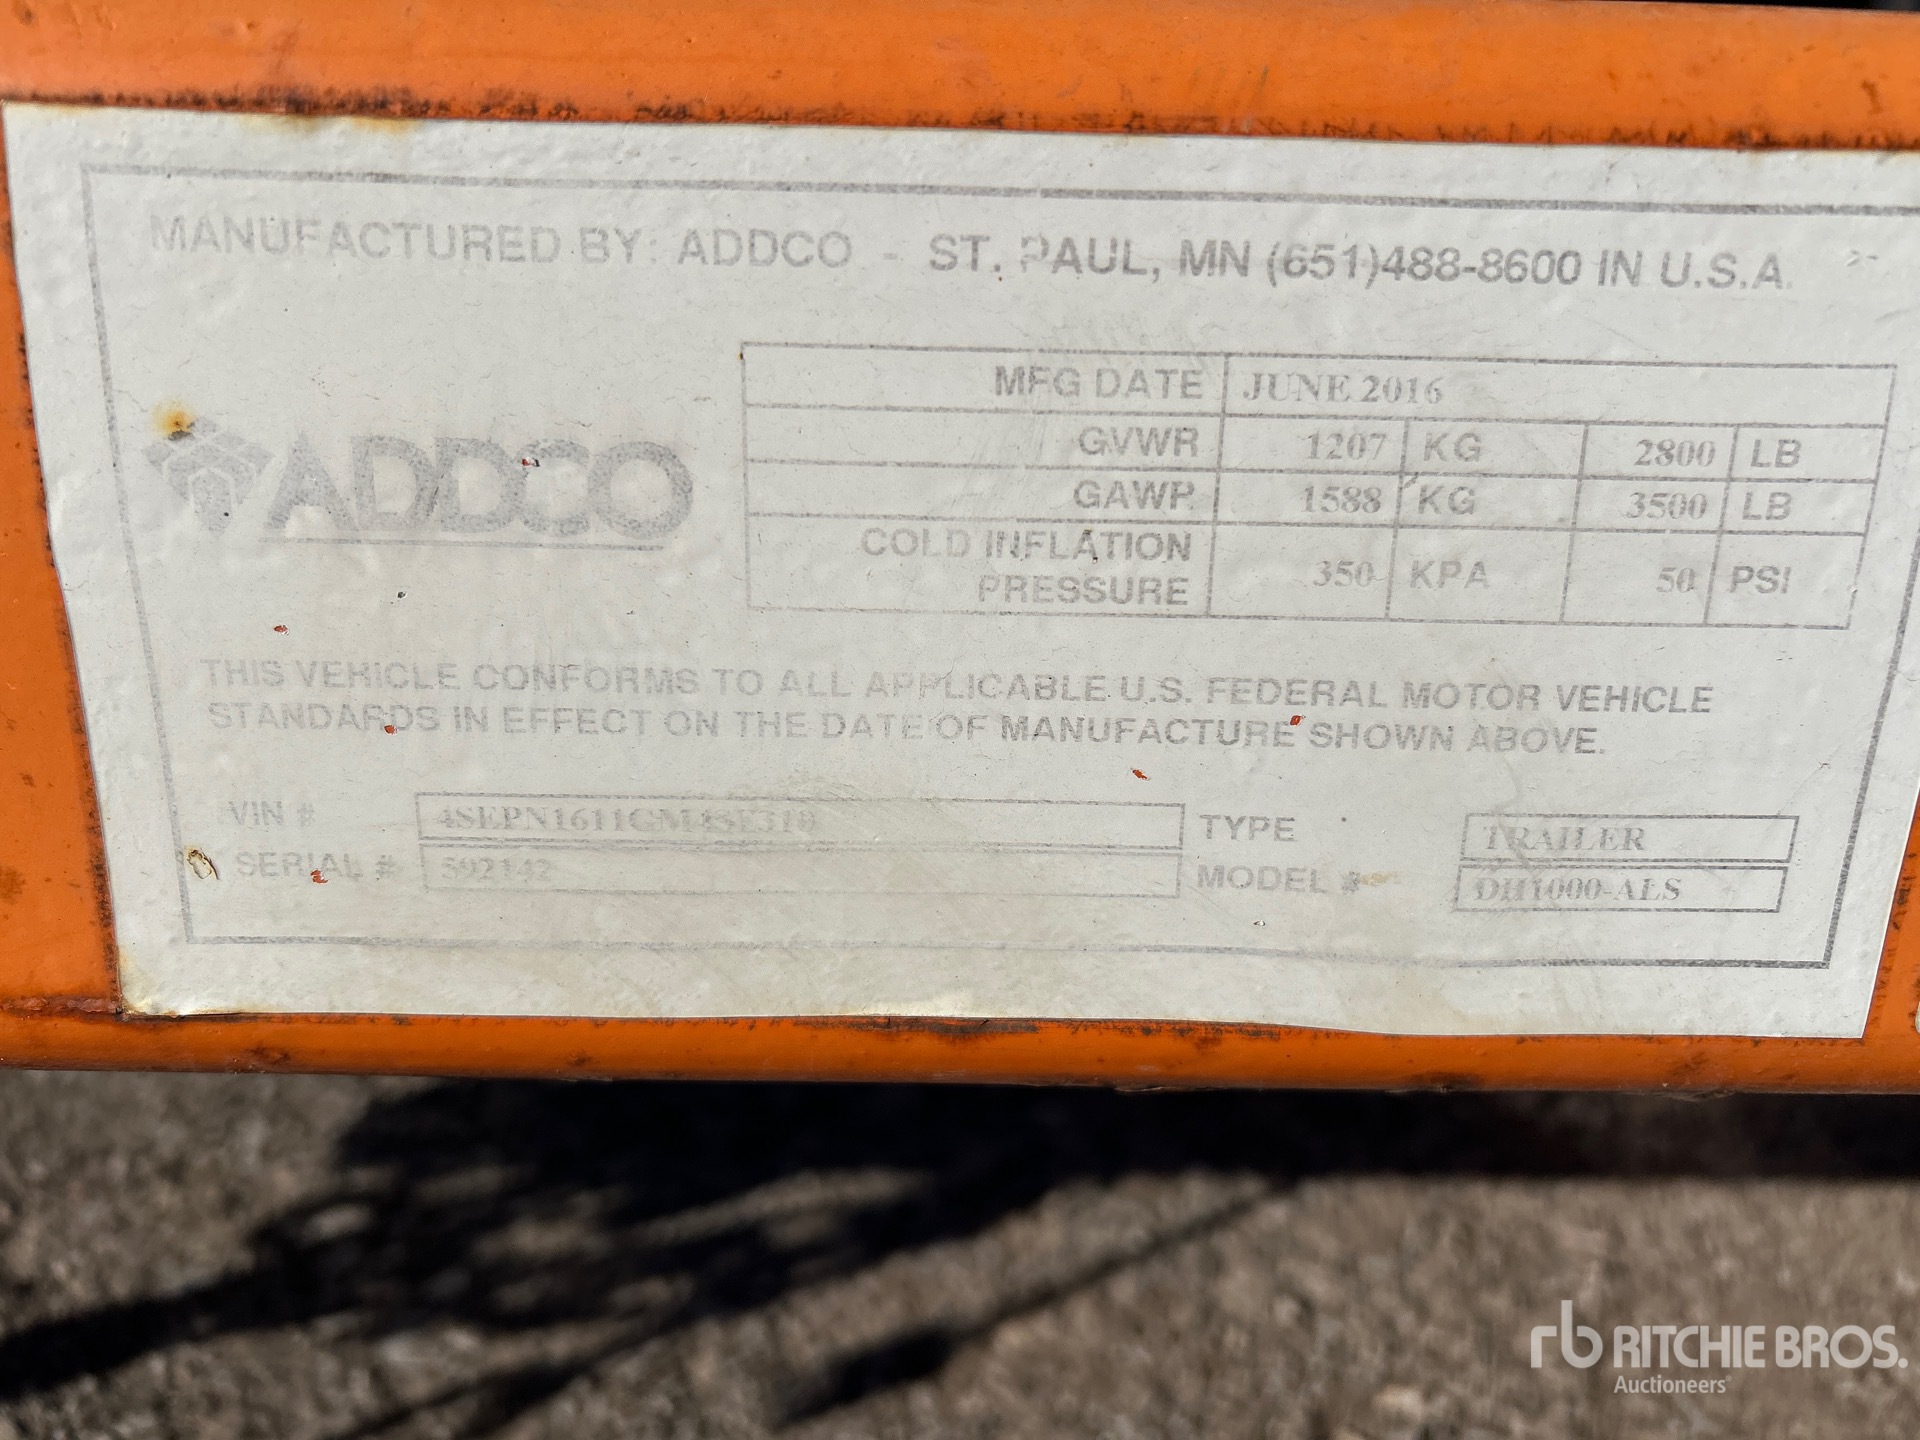 MANUFACTURED BY: ADDCO - ST. PAUL, MN (651)488-8600 IN U.S.A.
MFG DATE JUNE 2016
ADDCO
GVWR 1207 KG 2800 LB
GAWR 1588 KG 3500 LB
COLD INFLATION
PRESSURE 350 KPA 50 PSI
THIS VEHICLE CONFORMS TO ALL APPLICABLE U.S. FEDERAL MOTOR VEHICLE
STANDARDS IN EFFECT ON THE DATE OF MANUFACTURE SHOWN ABOVE.
VIN # TYPE TRAILER
SERIAL # 592142 MODEL # DH1000-ALS
rb RITCHIE BROS.
Auctioneers